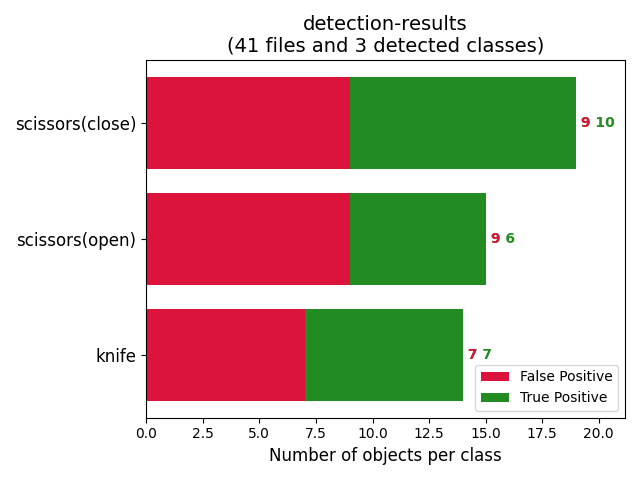 detection-results
(41 files and 3 detected classes)
scissors(close)
9 10
scissors(open)
9 6
knife
7 7
False Positive
True Positive
0.0 2.5 5.0 7.5 10.0 12.5 15.0 17.5 20.0
Number of objects per class